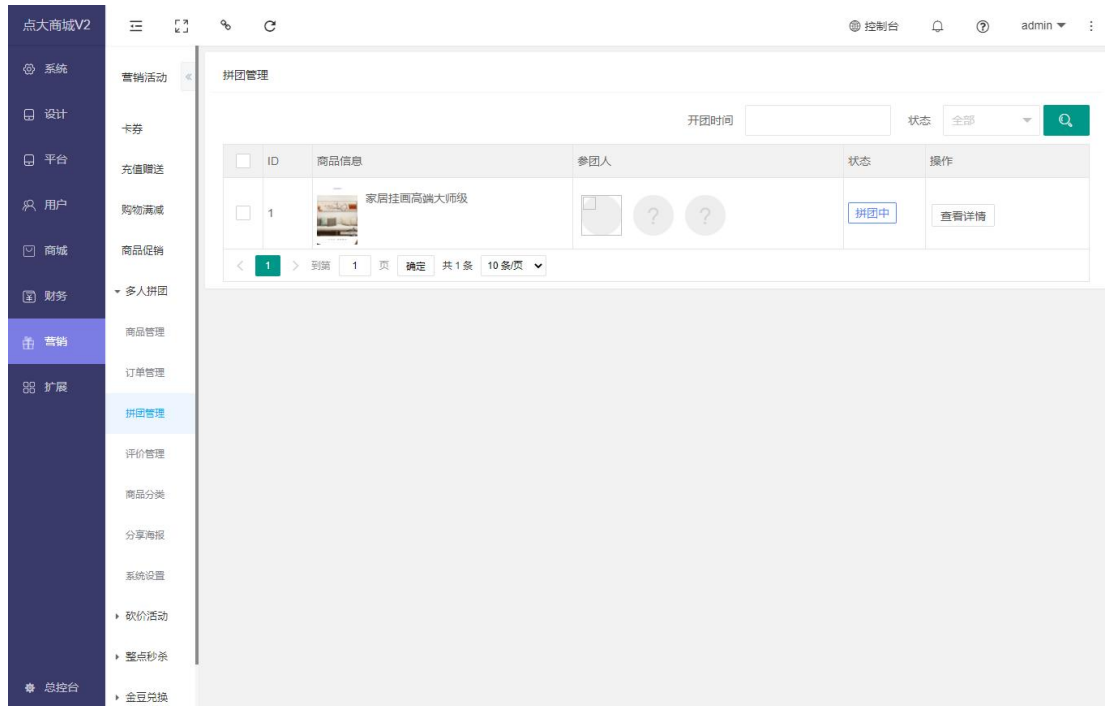 点大商城V2
控制台
admin
系统
设计
平台
用户
商城
财务
营销
扩展
总控台
营销活动
卡券
充值赠送
购物满减
商品促销
多人拼团
商品管理
订单管理
拼团管理
评价管理
商品分类
分享海报
系统设置
砍价活动
整点秒杀
金豆兑换
拼团管理
开团时间 状态 全部
ID 商品信息 参团人 状态 操作
1 家居挂画高端大师级 ? ? 拼团中 查看详情
1 到第 1 页 确定 共 1 条 10 条/页